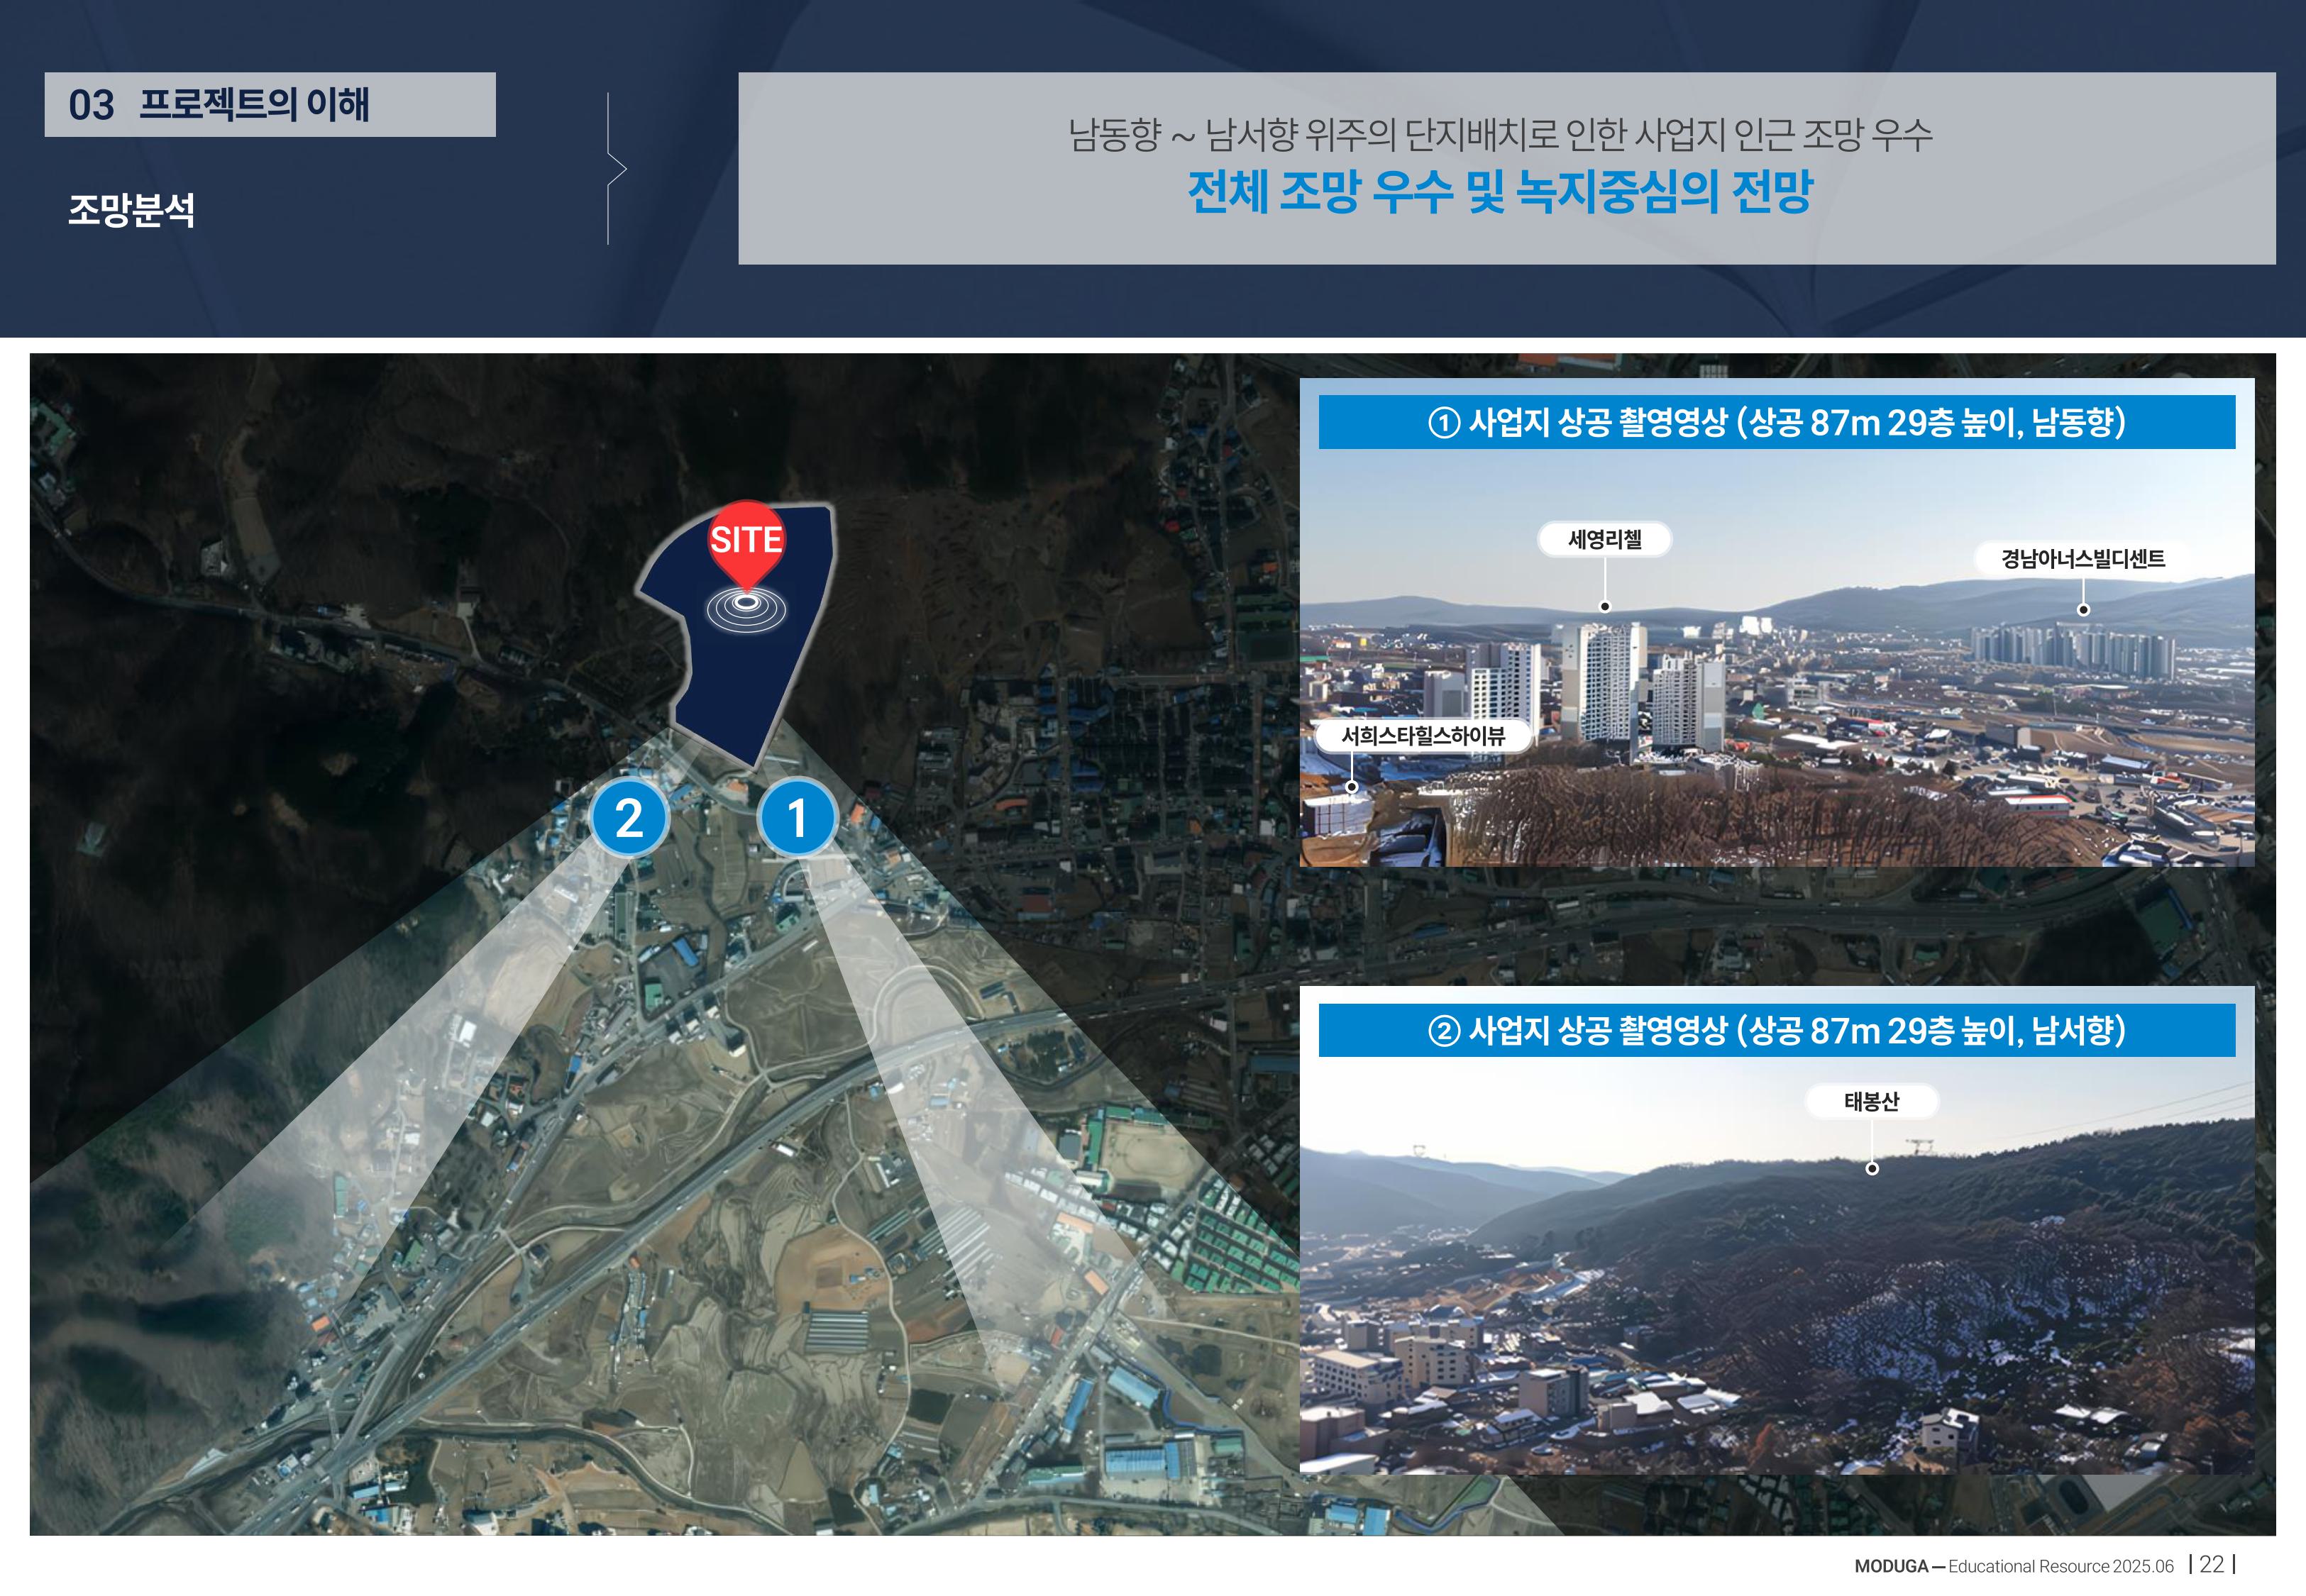 03 프로젝트의 이해
조망분석
남동향 ~ 남서향 위주의 단지배치로 인한 사업지 인근 조망 우수
전체 조망 우수 및 녹지중심의 전망
SITE
2
1
① 사업지 상공 촬영영상 (상공 87m 29층 높이, 남동향)
세영리첼
경남아너스빌디센트
서희스타힐스하이뷰
② 사업지 상공 촬영영상 (상공 87m 29층 높이, 남서향)
태봉산
MODUGA — Educational Resource 2025.06 | 22 |